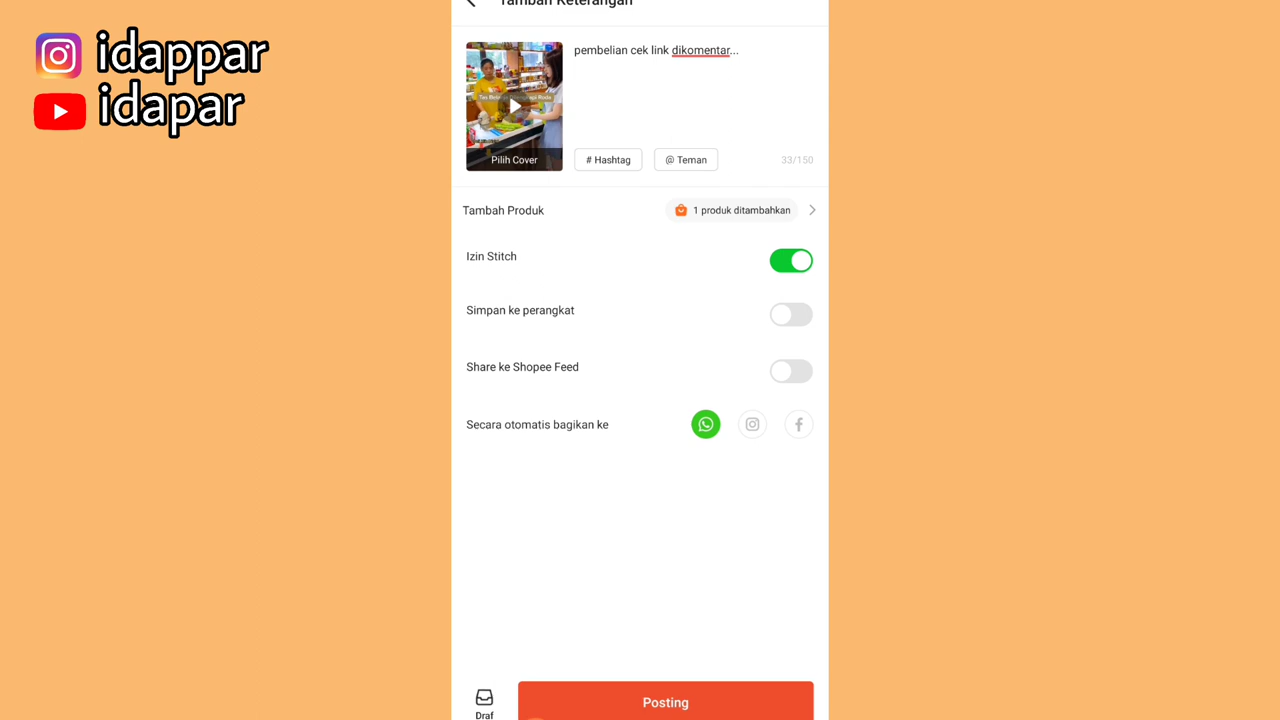 idappar
idapar
Tambah Keterangan
pembelian cek link dikomentar...
Pilih Cover
# Hashtag
@ Teman
33/150
Tambah Produk
1 produk ditambahkan
Izin Stitch
Simpan ke perangkat
Share ke Shopee Feed
Secara otomatis bagikan ke
Draf
Posting